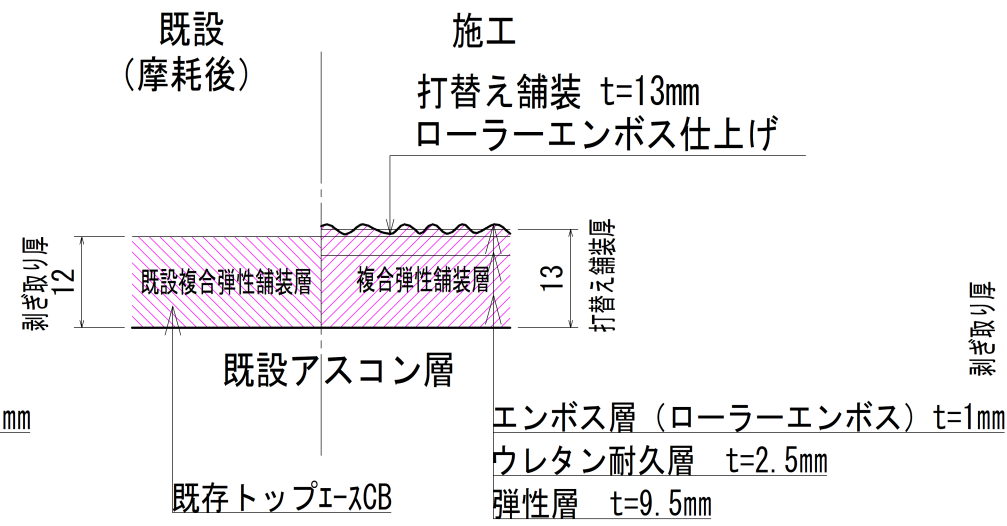 既設
（摩耗後）
施工
打替え舗装 t=13mm
ローラーエンボス仕上げ
剥ぎ取り厚
12
既設複合弾性舗装層
複合弾性舗装層
13
打替え舗装厚
剥ぎ取り厚
既設アスコン層
mm
エンボス層（ローラーエンボス）t=1mm
ウレタン耐久層 t=2.5mm
既存トップエースCB
弾性層 t=9.5mm